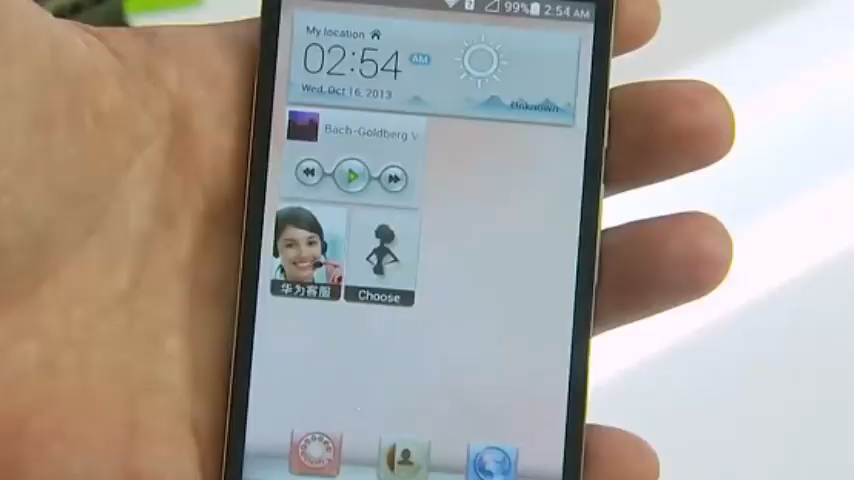 99% 2:54 AM
My location
02:54 AM
Wed, Oct 16, 2013
Unknown
Bach-Goldberg V
华为客服
Choose